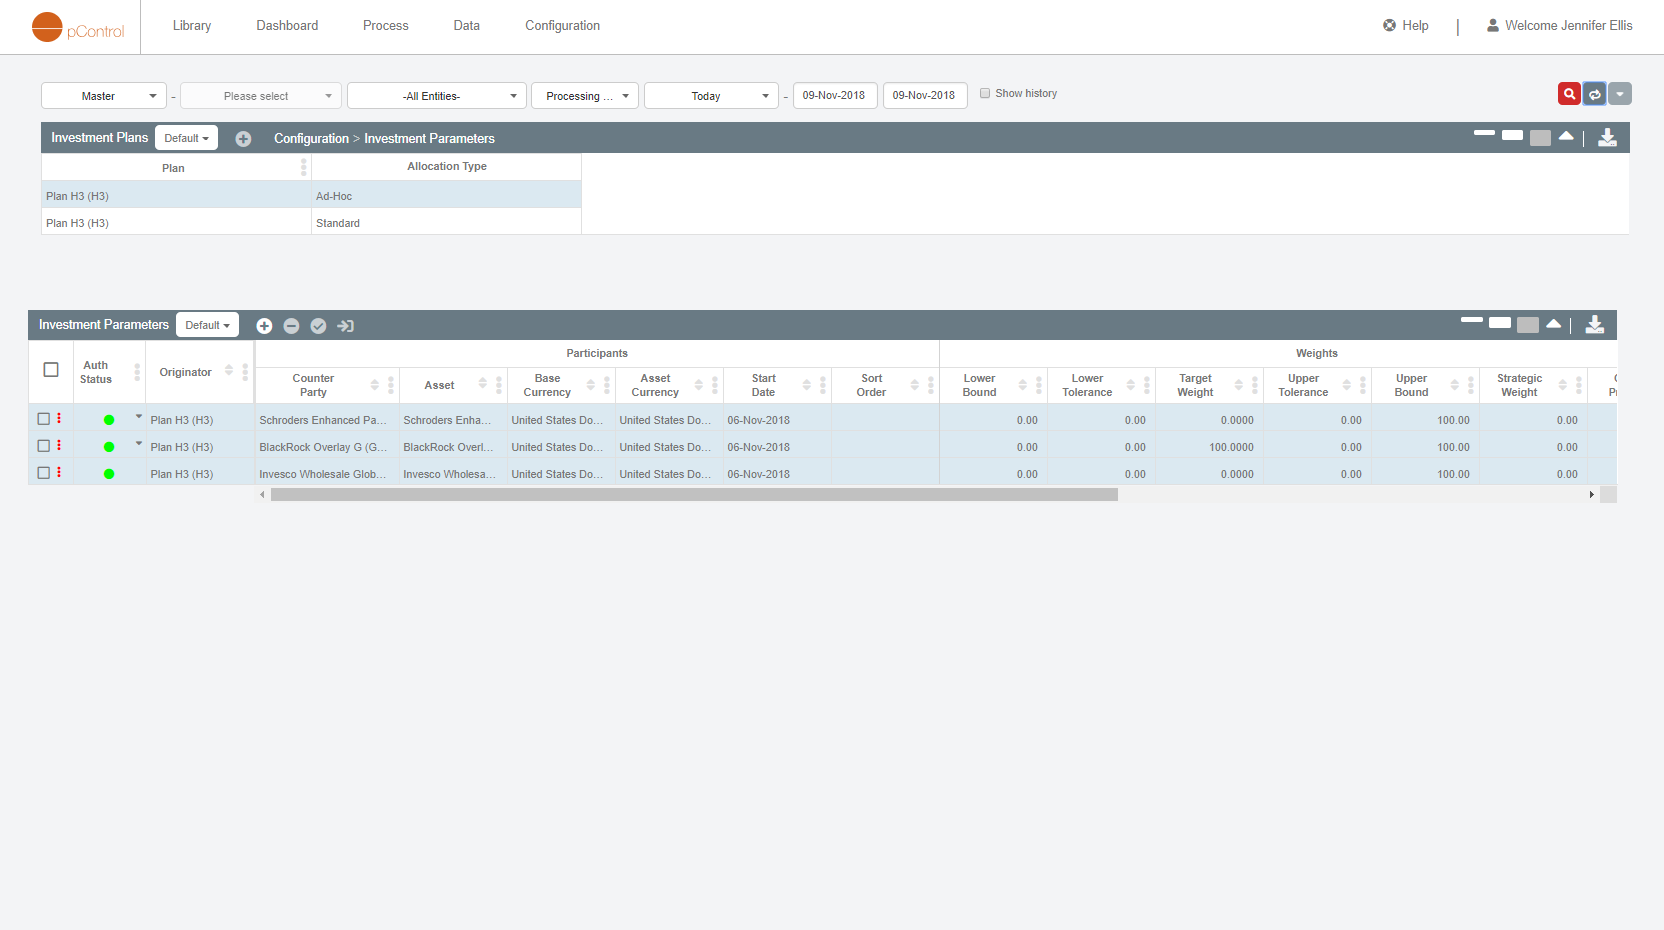 pControl Library Dashboard Process Data Configuration Help | Welcome Jennifer Ellis
Master - Please select -All Entities- Processing ... Today - 09-Nov-2018 09-Nov-2018 Show history
Investment Plans Default Configuration > Investment Parameters
Plan Allocation Type
Plan H3 (H3) Ad-Hoc
Plan H3 (H3) Standard
Investment Parameters Default
Participants Weights
Auth Status Originator Counter Party Asset Base Currency Asset Currency Start Date Sort Order Lower Bound Lower Tolerance Target Weight Upper Tolerance Upper Bound Strategic Weight
Plan H3 (H3) Schroders Enhanced Pa... Schroders Enha... United States Do... United States Do... 06-Nov-2018 0.00 0.00 0.0000 0.00 100.00 0.00
Plan H3 (H3) BlackRock Overlay G (G... BlackRock Overl... United States Do... United States Do... 06-Nov-2018 0.00 0.00 100.0000 0.00 100.00 0.00
Plan H3 (H3) Invesco Wholesale Glob... Invesco Wholesa... United States Do... United States Do... 06-Nov-2018 0.00 0.00 0.0000 0.00 100.00 0.00